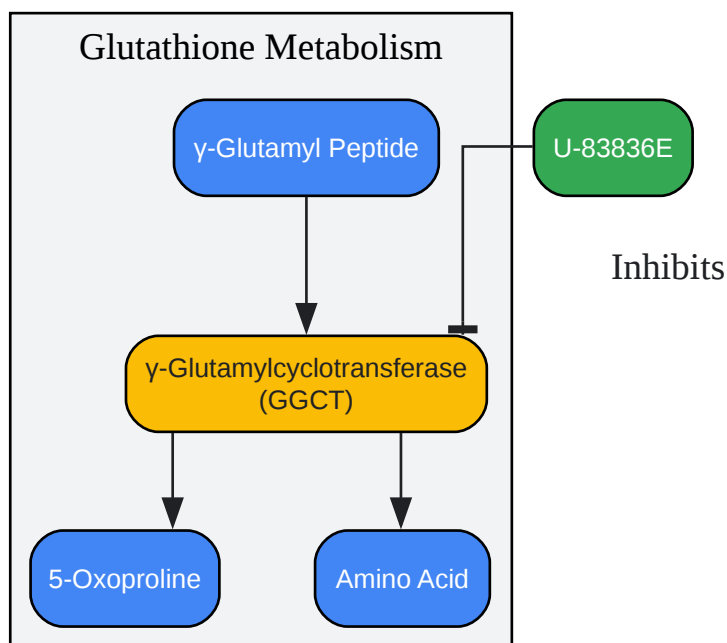 Glutathione Metabolism
γ-Glutamyl Peptide
U-83836E
Inhibits
γ-Glutamylcyclotransferase
(GGCT)
5-Oxoproline
Amino Acid